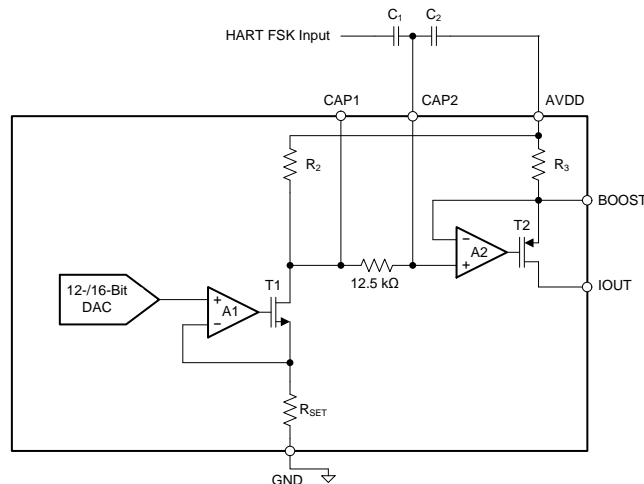 C1 C2
HART FSK Input
CAP1 CAP2 AVDD
R2 R3
BOOST
T2
- + A2
12.5 kΩ
IOUT
T1
12-/16-Bit
DAC
+ - A1
RSET
GND